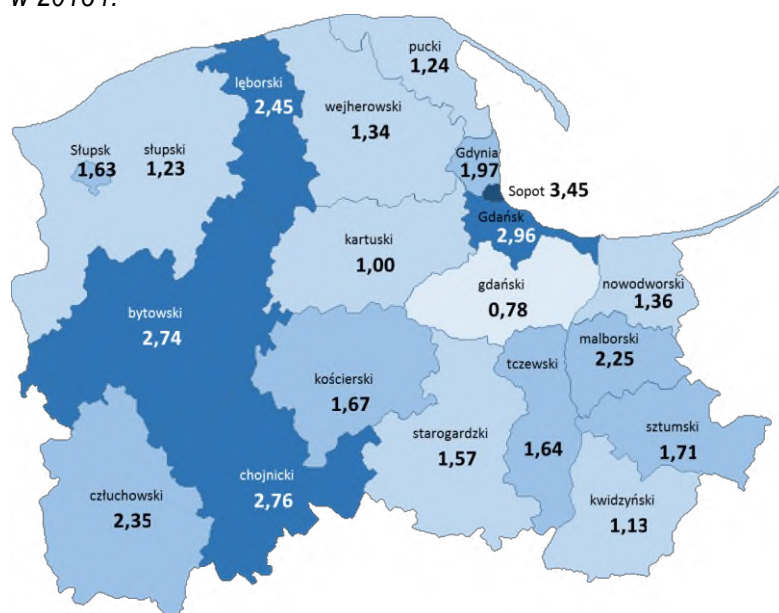 w 2018 r.
pucki
1,24
lęborski
2,45
wejherowski
1,34
Słupsk
1,63
słupski
1,23
Gdynia
1,97
Sopot 3,45
Gdańsk
2,96
kartuski
1,00
gdański
0,78
nowodworski
1,36
bytowski
2,74
malborski
2,25
tczewski
1,64
kościerski
1,67
starogardzki
1,57
sztumski
1,71
chojnicki
2,76
człuchowski
2,35
kwidzyński
1,13